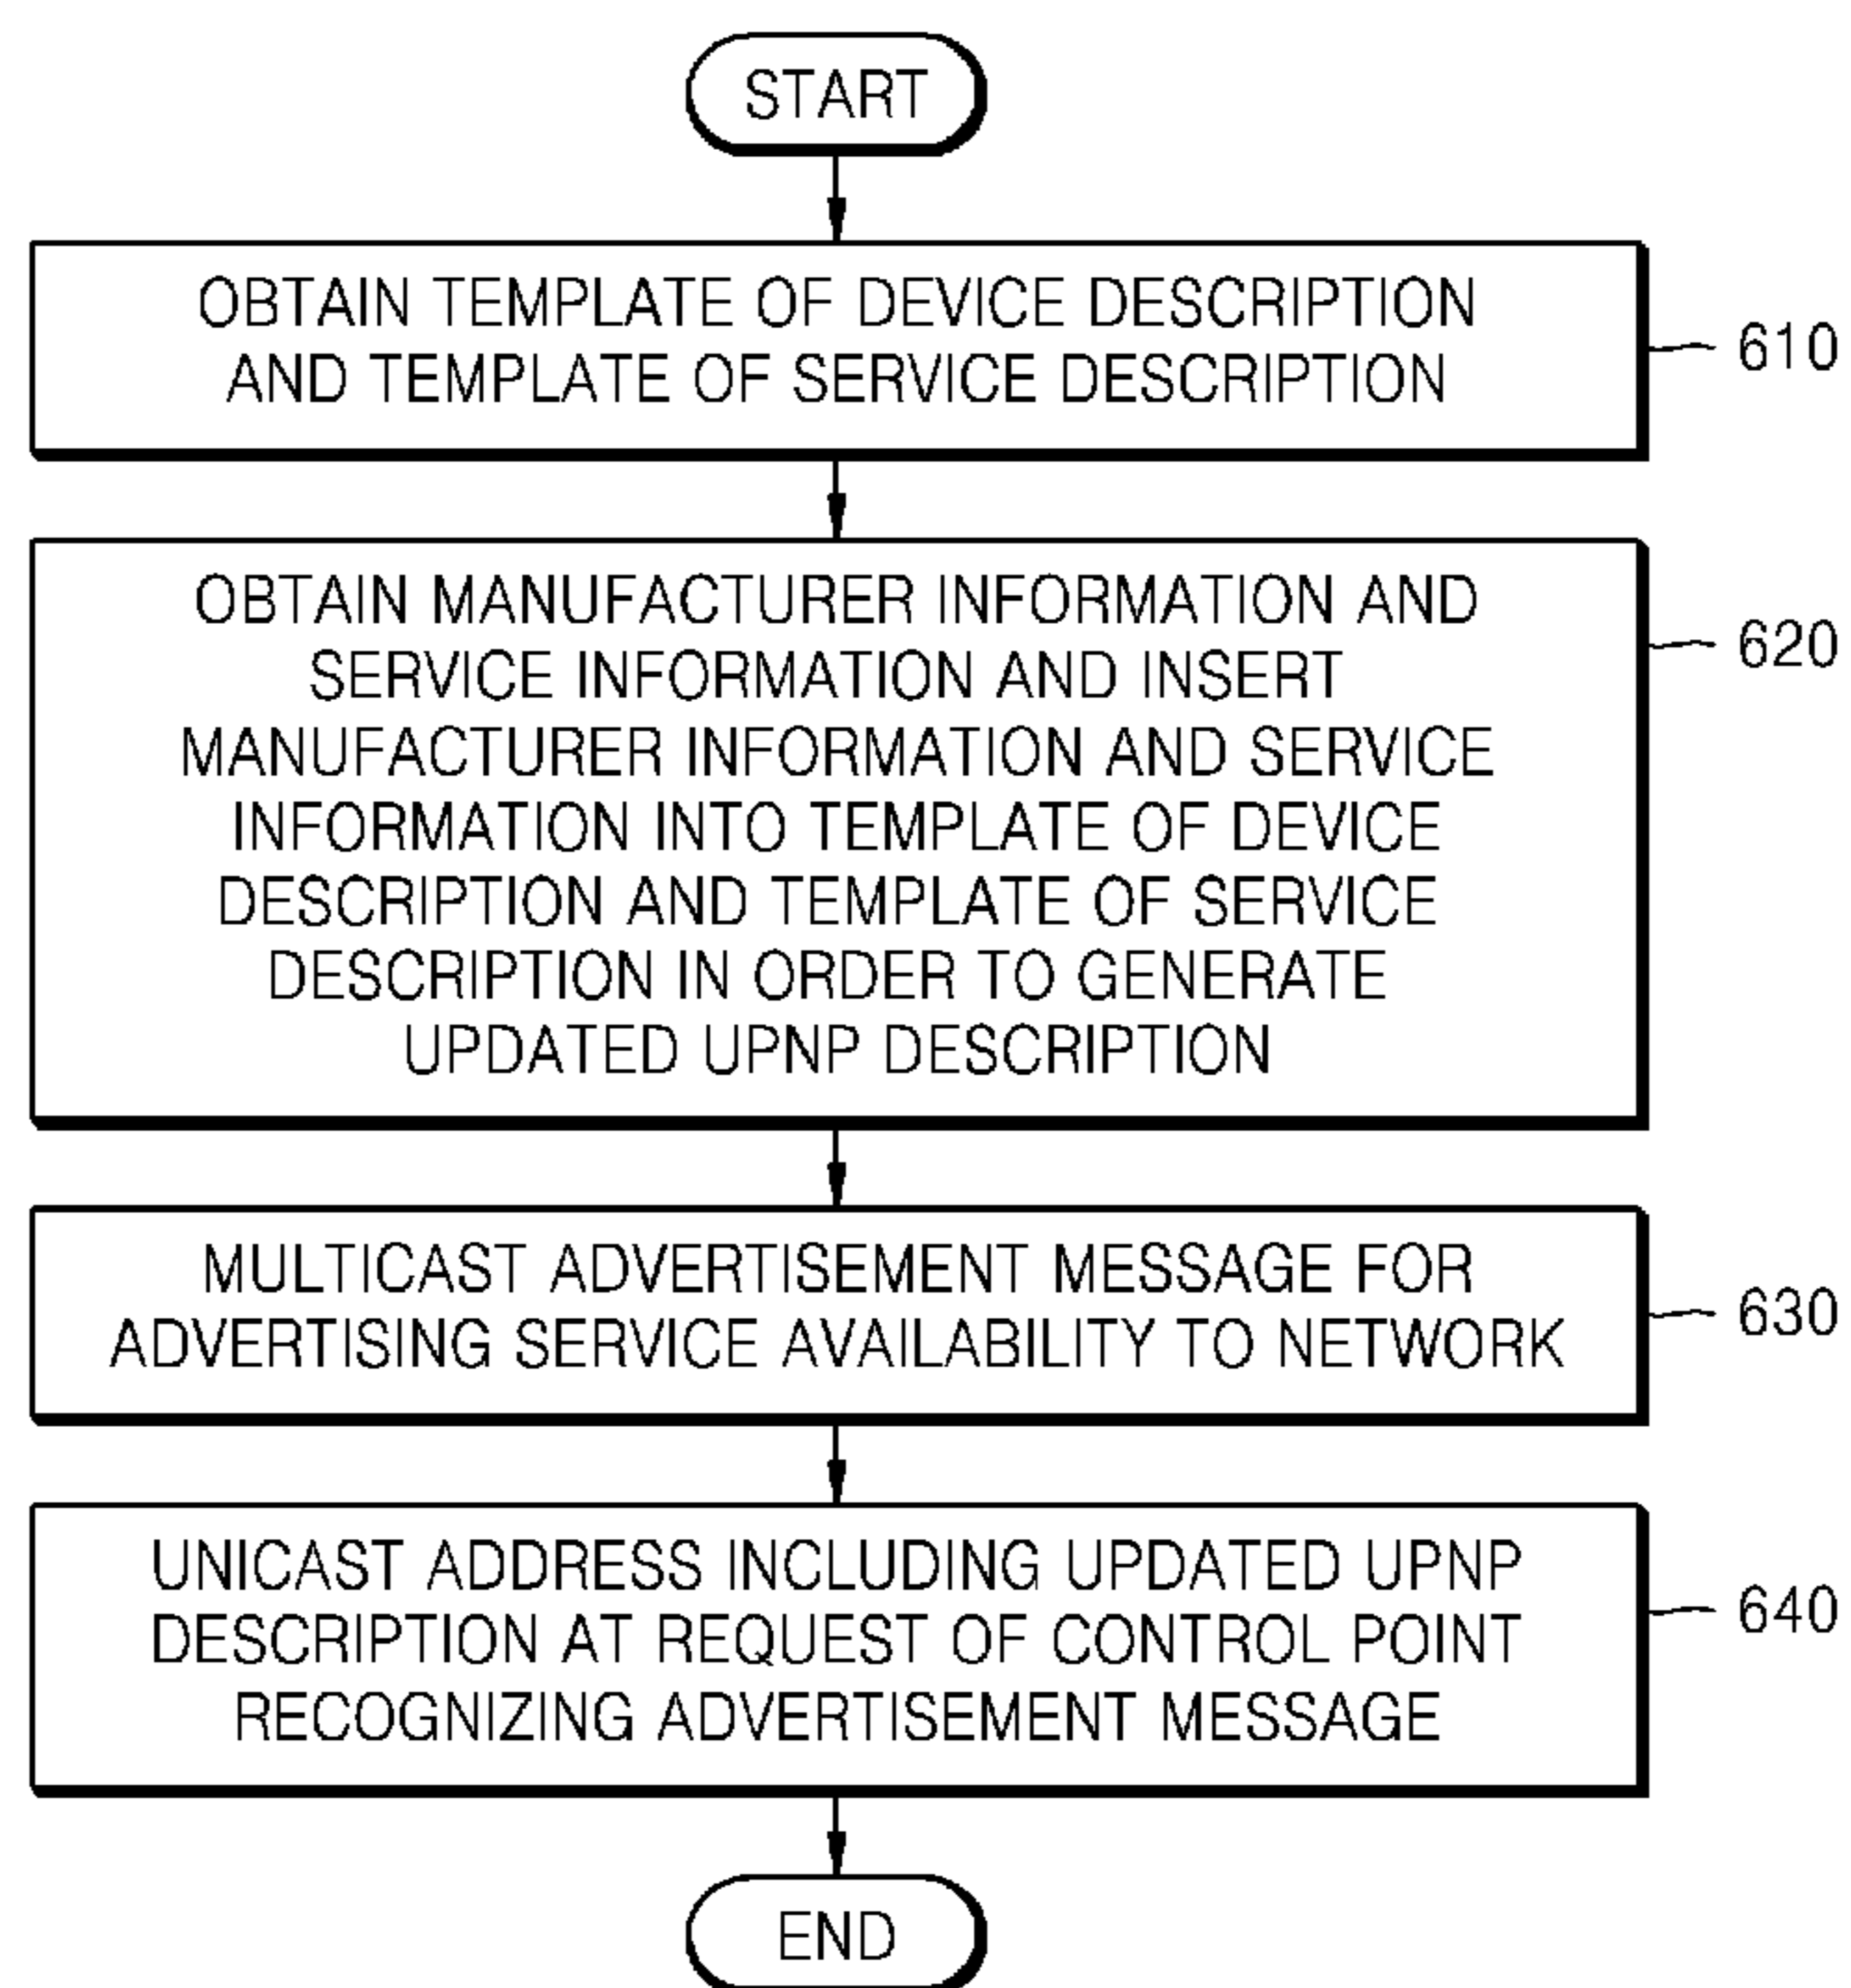 START
OBTAIN TEMPLATE OF DEVICE DESCRIPTION
AND TEMPLATE OF SERVICE DESCRIPTION
610
OBTAIN MANUFACTURER INFORMATION AND
SERVICE INFORMATION AND INSERT
MANUFACTURER INFORMATION AND SERVICE
INFORMATION INTO TEMPLATE OF DEVICE
DESCRIPTION AND TEMPLATE OF SERVICE
DESCRIPTION IN ORDER TO GENERATE
UPDATED UPNP DESCRIPTION
620
MULTICAST ADVERTISEMENT MESSAGE FOR
ADVERTISING SERVICE AVAILABILITY TO NETWORK
630
UNICAST ADDRESS INCLUDING UPDATED UPNP
DESCRIPTION AT REQUEST OF CONTROL POINT
RECOGNIZING ADVERTISEMENT MESSAGE
640
END